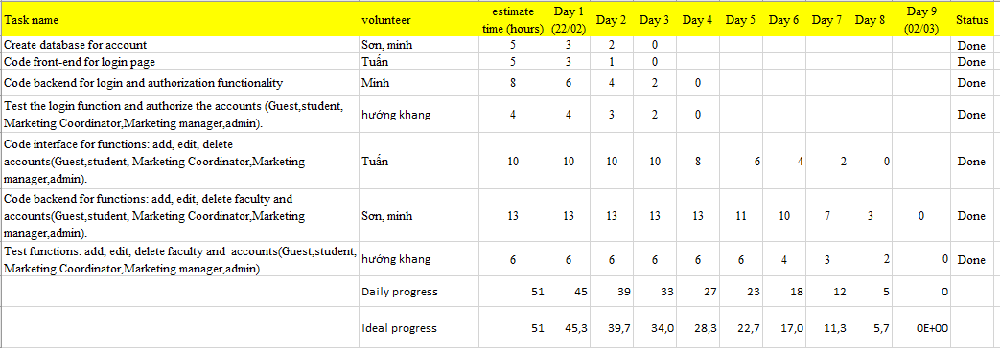 Task name volunteer estimate time (hours) Day 1 (22/02) Day 2 Day 3 Day 4 Day 5 Day 6 Day 7 Day 8 Day 9 (02/03) Status
Create database for account Sơn, minh 5 3 2 0 Done
Code front-end for login page Tuấn 5 3 1 0 Done
Code backend for login and authorization functionality Minh 8 6 4 2 0 Done
Test the login function and authorize the accounts (Guest,student,
Marketing Coordinator,Marketing manager,admin). hướng khang 4 4 3 2 0 Done
Code interface for functions: add, edit, delete
accounts(Guest,student, Marketing Coordinator,Marketing
manager,admin). Tuấn 10 10 10 10 8 6 4 2 0 Done
Code backend for functions: add, edit, delete faculty and
accounts(Guest,student, Marketing Coordinator,Marketing
manager,admin). Sơn, minh 13 13 13 13 13 11 10 7 3 0 Done
Test functions: add, edit, delete faculty and accounts(Guest,student,
Marketing Coordinator,Marketing manager,admin). hướng khang 6 6 6 6 6 6 4 3 2 0 Done
Daily progress 51 45 39 33 27 23 18 12 5 0
Ideal progress 51 45,3 39,7 34,0 28,3 22,7 17,0 11,3 5,7 0E+00